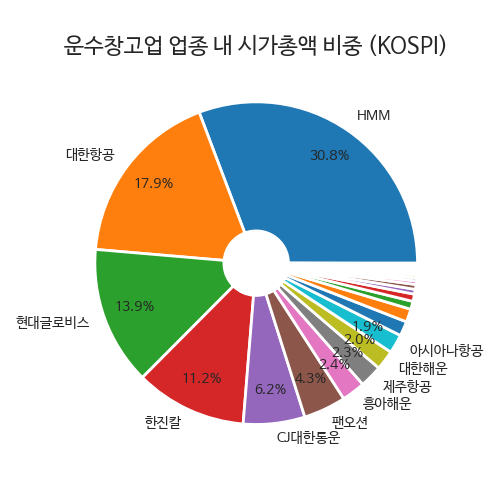 운수창고업 업종 내 시가총액 비중 (KOSPI)
HMM
30.8%
대한항공
17.9%
현대글로비스
13.9%
한진칼
11.2%
CJ대한통운
6.2%
팬오션
4.3%
흥아해운
2.4%
제주항공
2.3%
대한해운
2.0%
아시아나항공
1.9%